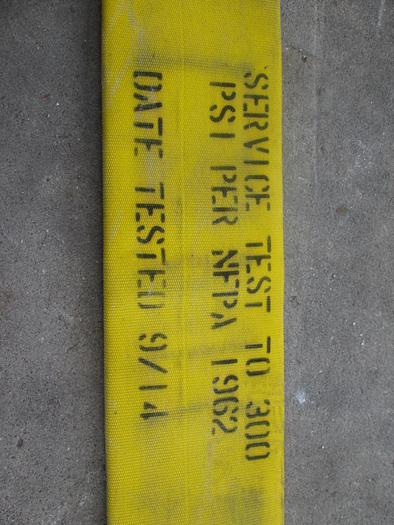 SERVICE TEST TO 300
PSI PER NFPA 1962
DATE TESTED 9/14